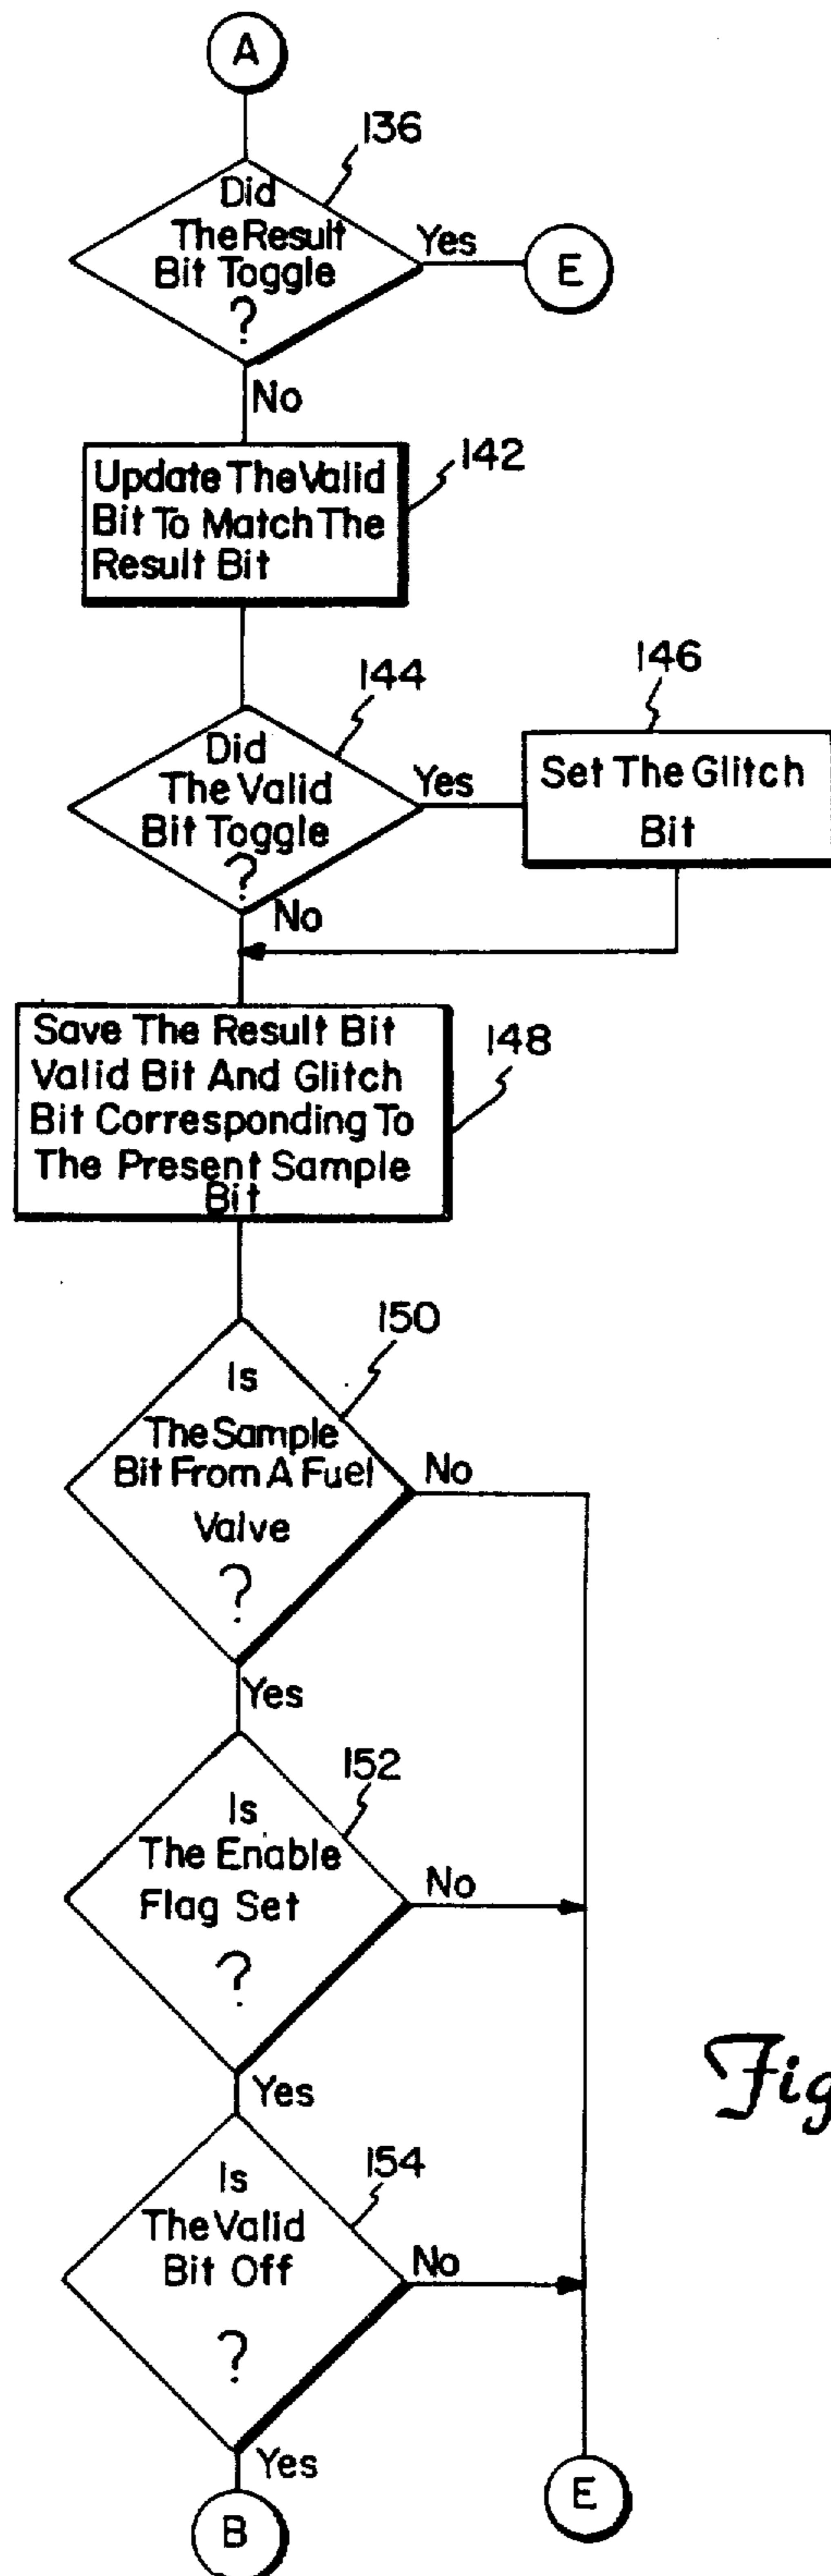 A
136
Did
The Result
Bit Toggle
?
Yes
E
No
142
Update The Valid
Bit To Match The
Result Bit
144
Did
The Valid
Bit Toggle
?
Yes
146
Set The Glitch
Bit
No
148
Save The Result Bit
Valid Bit And Glitch
Bit Corresponding To
The Present Sample
Bit
150
Is
The Sample
Bit From A Fuel
Valve
?
No
Yes
152
Is
The Enable
Flag Set
?
No
Yes
154
Is
The Valid
Bit Off
?
No
Yes
B
E
Fig